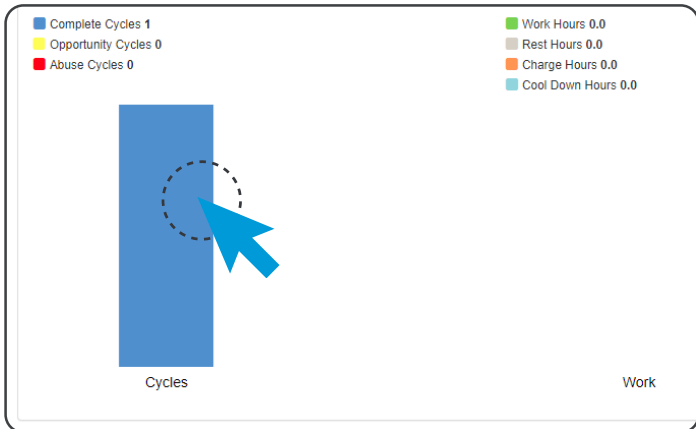 Complete Cycles 1
Opportunity Cycles 0
Abuse Cycles 0
Work Hours 0.0
Rest Hours 0.0
Charge Hours 0.0
Cool Down Hours 0.0
Cycles
Work